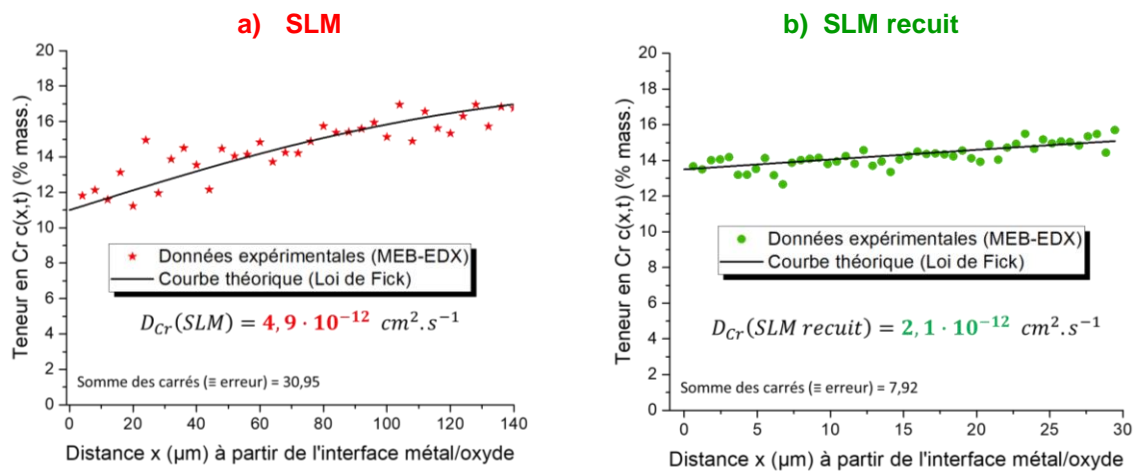 a) SLM
20
18
16
14
12
10
8
6
4
2
0
Teneur en Cr c(x,t) (% mass.)
Données expérimentales (MEB-EDX)
Courbe théorique (Loi de Fick)
D_Cr(SLM) = 4,9 · 10⁻¹² cm².s⁻¹
Somme des carrés (≡ erreur) = 30,95
0 20 40 60 80 100 120 140
Distance x (µm) à partir de l'interface métal/oxyde
b) SLM recuit
20
18
16
14
12
10
8
6
4
2
0
Teneur en Cr c(x,t) (% mass.)
Données expérimentales (MEB-EDX)
Courbe théorique (Loi de Fick)
D_Cr(SLM recuit) = 2,1 · 10⁻¹² cm².s⁻¹
Somme des carrés (≡ erreur) = 7,92
0 5 10 15 20 25 30
Distance x (µm) à partir de l'interface métal/oxyde